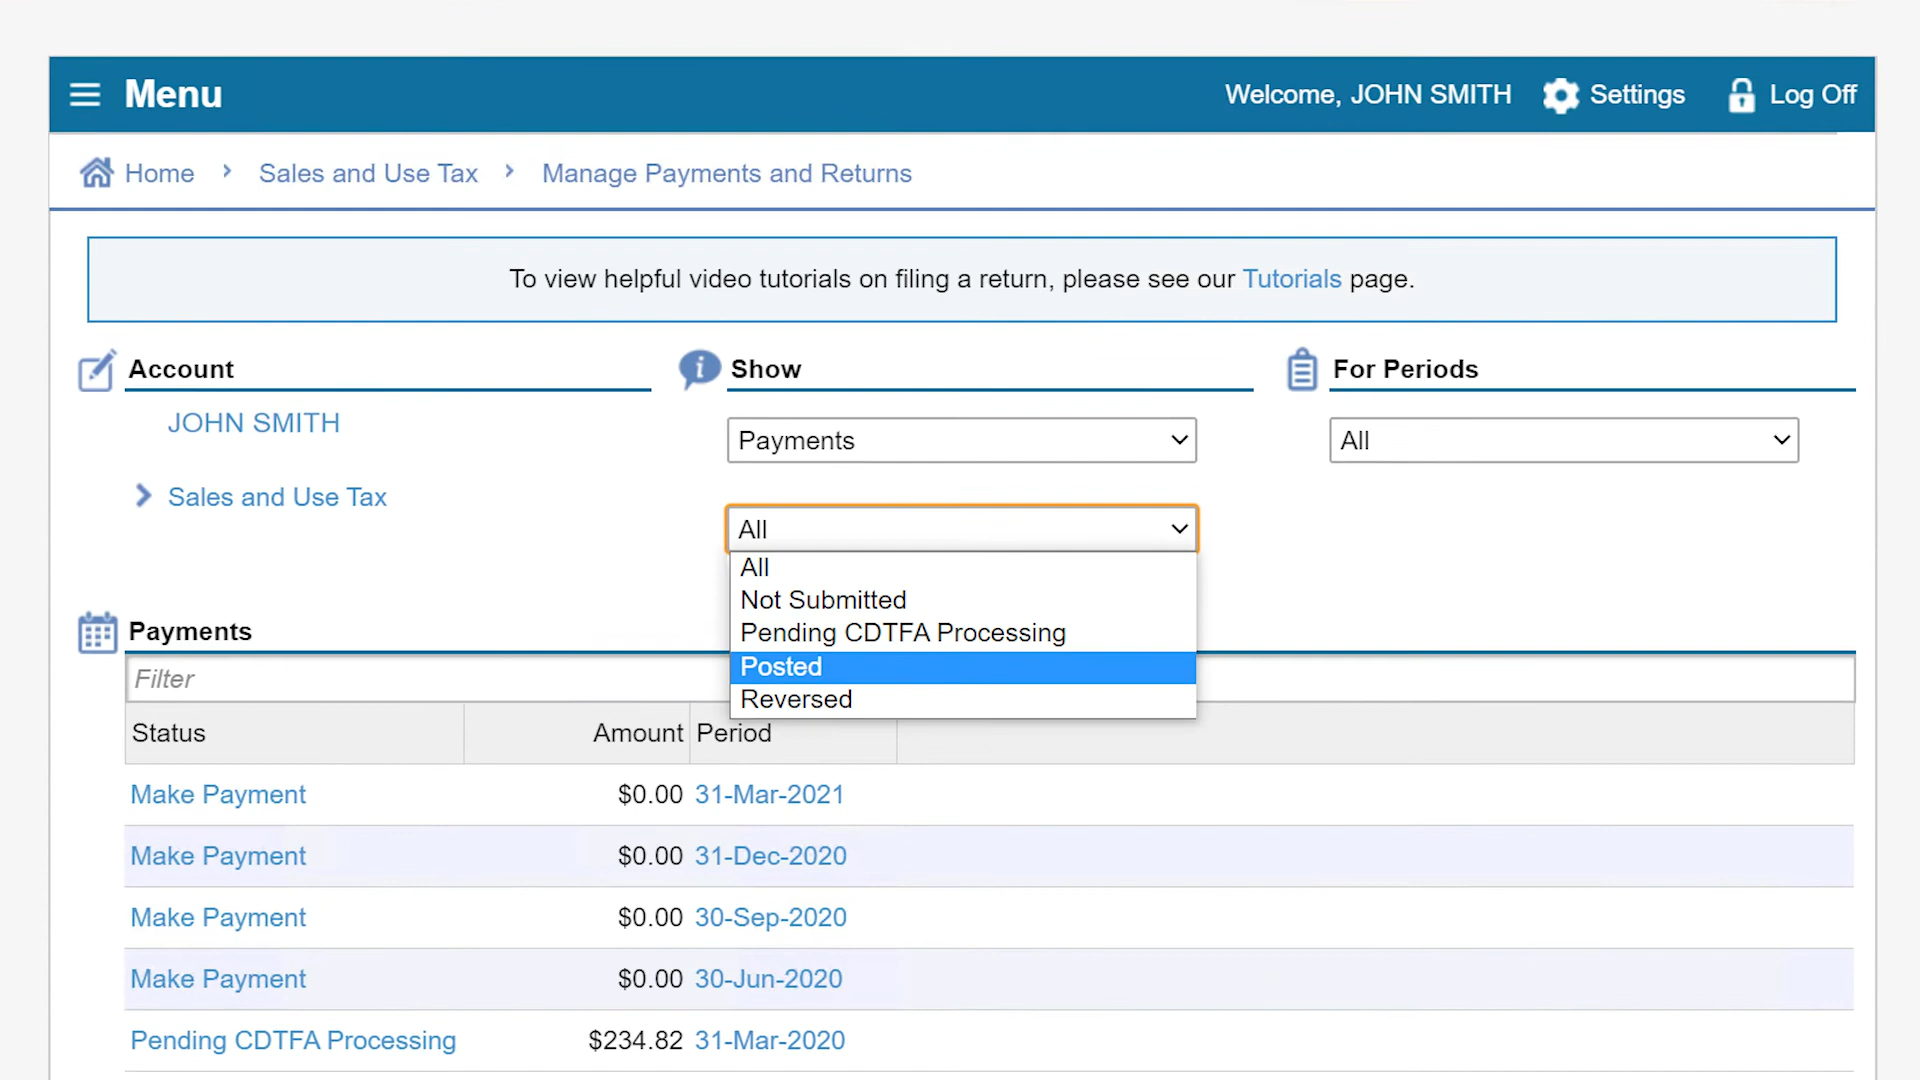 Menu
Welcome, JOHN SMITH Settings Log Off
Home › Sales and Use Tax › Manage Payments and Returns
To view helpful video tutorials on filing a return, please see our Tutorials page.
Account
JOHN SMITH
Sales and Use Tax
Show
Payments
All
All
Not Submitted
Pending CDTFA Processing
Posted
Reversed
For Periods
All
Payments
Filter
Status Amount Period
Make Payment $0.00 31-Mar-2021
Make Payment $0.00 31-Dec-2020
Make Payment $0.00 30-Sep-2020
Make Payment $0.00 30-Jun-2020
Pending CDTFA Processing $234.82 31-Mar-2020